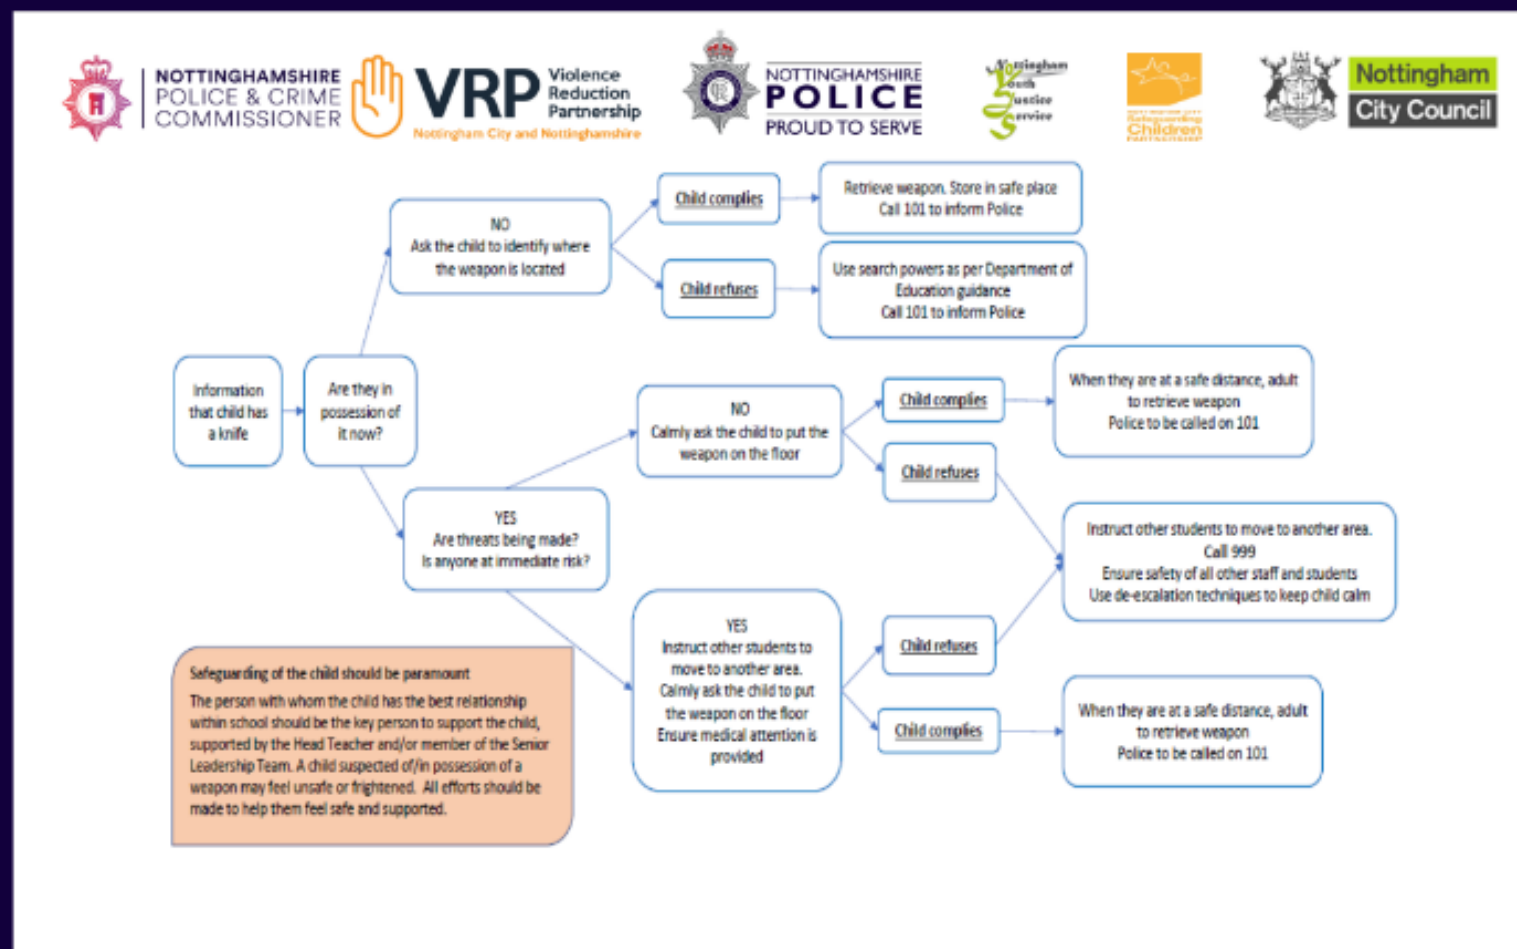 NOTTINGHAMSHIRE
POLICE & CRIME
COMMISSIONER
VRP
Violence
Reduction
Partnership
Nottingham City and Nottinghamshire
NOTTINGHAMSHIRE
POLICE
PROUD TO SERVE
Nottingham
Youth
Justice
Service
Safeguarding
Children
PARTNERSHIP
Nottingham
City Council
Information
that child has
a knife
Are they in
possession of
it now?
NO
Ask the child to identify where
the weapon is located
Child complies
Retrieve weapon. Store in safe place
Call 101 to inform Police
Child refuses
Use search powers as per Department of
Education guidance
Call 101 to inform Police
YES
Are threats being made?
Is anyone at immediate risk?
NO
Calmly ask the child to put the
weapon on the floor
Child complies
When they are at a safe distance, adult
to retrieve weapon
Police to be called on 101
Child refuses
Instruct other students to move to another area.
Call 999
Ensure safety of all other staff and students
Use de-escalation techniques to keep child calm
YES
Instruct other students to
move to another area.
Calmly ask the child to put
the weapon on the floor
Ensure medical attention is
provided
Child refuses
Child complies
When they are at a safe distance, adult
to retrieve weapon
Police to be called on 101
Safeguarding of the child should be paramount
The person with whom the child has the best relationship
within school should be the key person to support the child,
supported by the Head Teacher and/or member of the Senior
Leadership Team. A child suspected of/in possession of a
weapon may feel unsafe or frightened. All efforts should be
made to help them feel safe and supported.